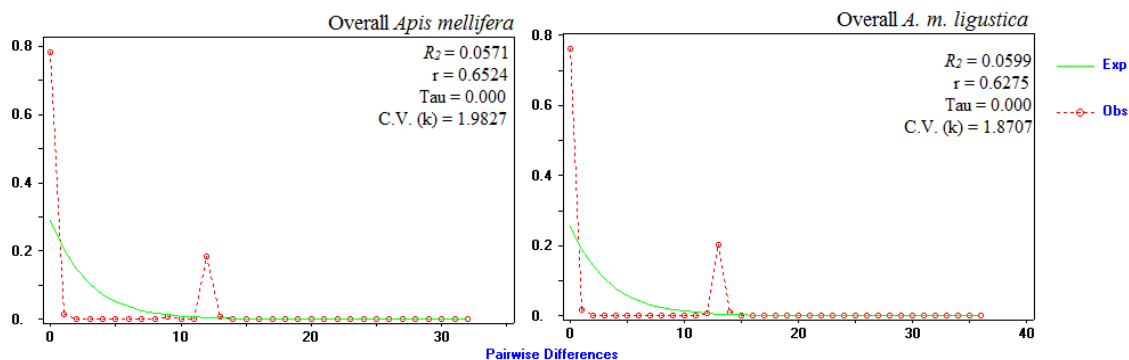 Overall Apis mellifera
R2 = 0.0571
r = 0.6524
Tau = 0.000
C.V. (k) = 1.9827
0.8
0.6
0.4
0.2
0.
0
10
20
30
Overall A. m. ligustica
R2 = 0.0599
r = 0.6275
Tau = 0.000
C.V. (k) = 1.8707
0.8
0.6
0.4
0.2
0.
0
10
20
30
40
Exp
Obs
Pairwise Differences